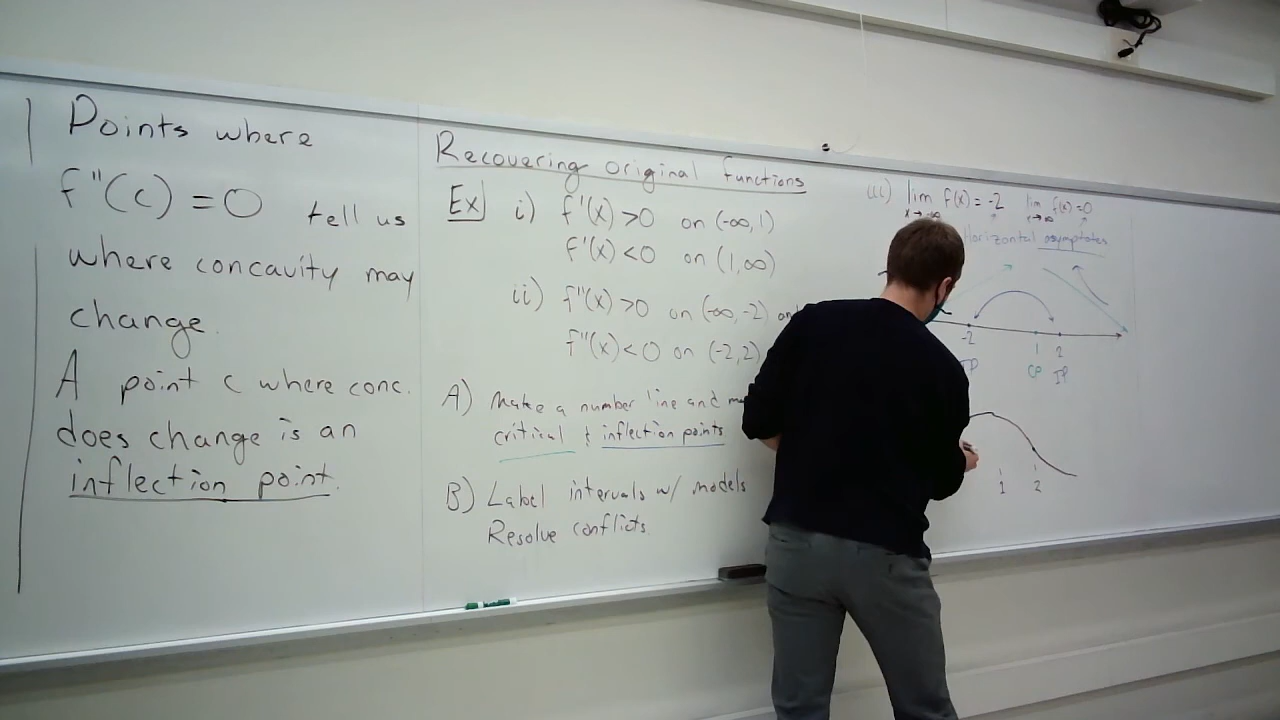 Points where
f"(c) = 0 tell us
where concavity may
change.
A point c where conc.
does change is an
inflection point.
Recovering original functions
Ex i) f'(x) > 0 on (-∞, 1)
f'(x) < 0 on (1, ∞)
ii) f"(x) > 0 on (-∞, -2) and
f"(x) < 0 on (-2, 2)
A) Make a number line and
critical & inflection points
B) Label intervals w/ models
Resolve conflicts.
iii) lim f(x) = -2 lim f(x) = 0
x→∞
Horizontal asymptotes
-2 1 2
IP CP IP
1 2